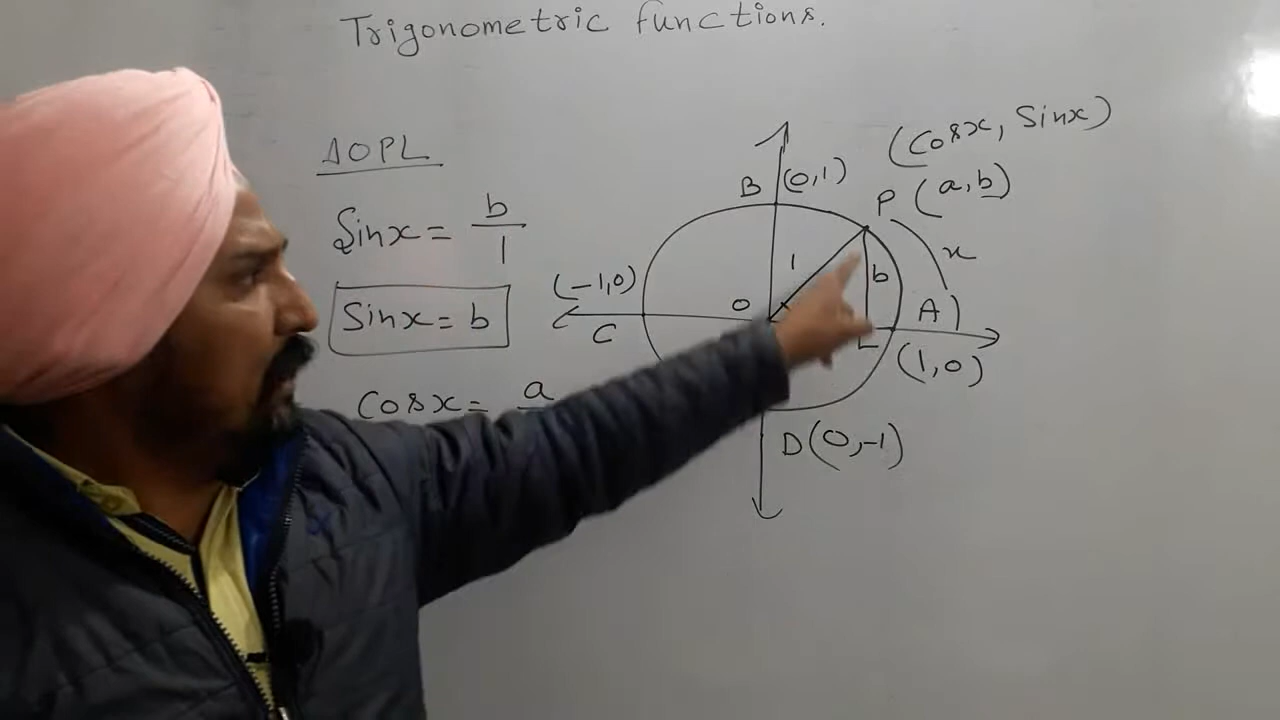 Trigonometric functions.
ΔOPL
Sinx = b/1
Sinx = b
Cosx = a
(Cosx, Sinx)
P (a,b)
B (0,1)
x
1
b
(-1,0)
O
A
C
L
(1,0)
D(0,-1)